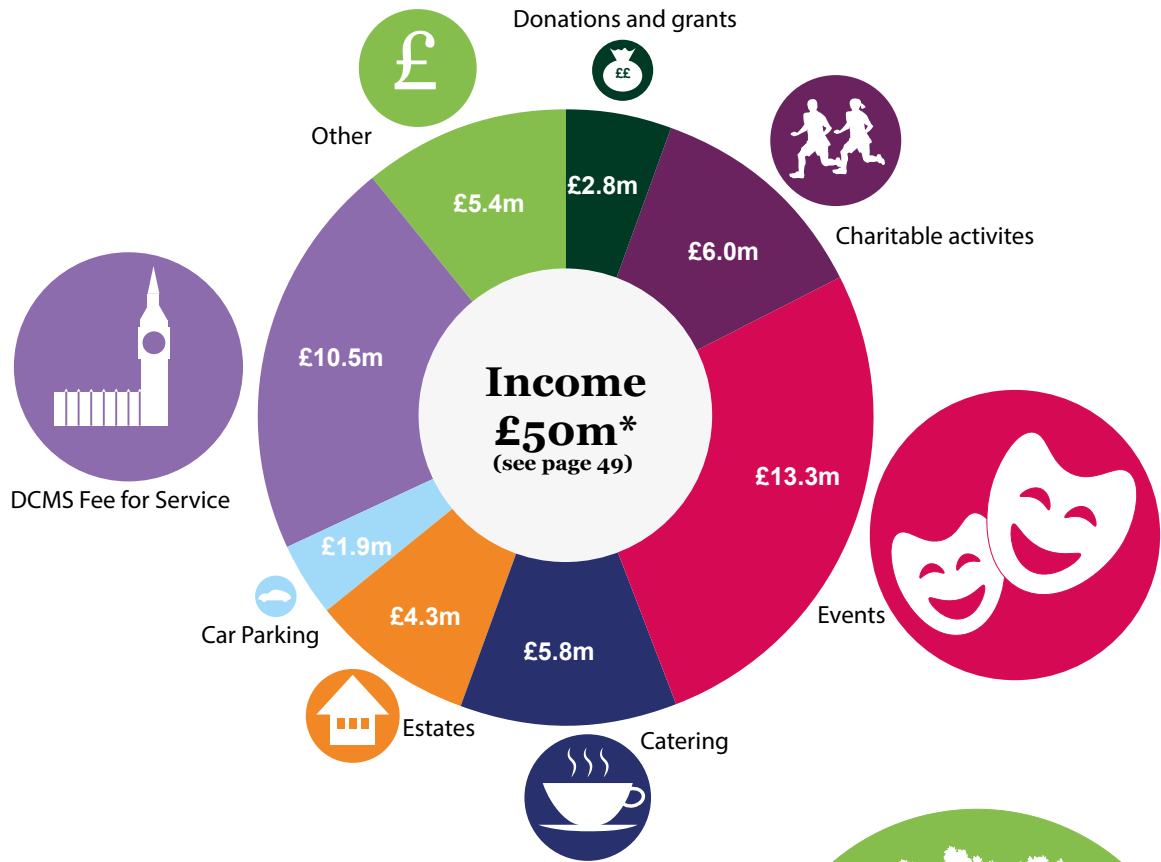 Donations and grants
££
£
Other
£5.4m
£2.8m
£6.0m
Charitable activites
£10.5m
Income
£50m*
(see page 49)
£13.3m
DCMS Fee for Service
£1.9m
Car Parking
£4.3m
£5.8m
Events
Estates
Catering